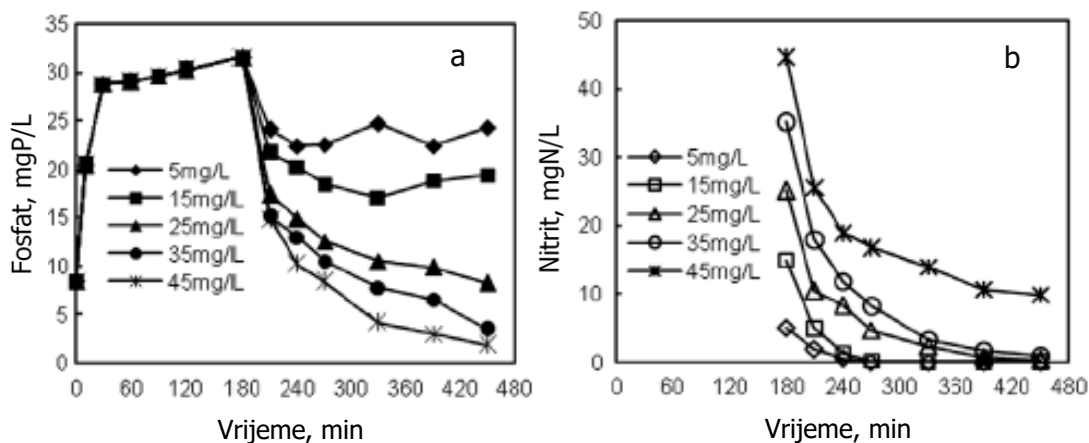 a
Fosfat, mgP/L
35
30
25
20
15
10
5
0
5mg/L
15mg/L
25mg/L
35mg/L
45mg/L
0 60 120 180 240 300 360 420 480
Vrijeme, min
b
Nitrit, mgN/L
50
40
30
20
10
0
5mg/L
15mg/L
25mg/L
35mg/L
45mg/L
0 60 120 180 240 300 360 420 480
Vrijeme, min